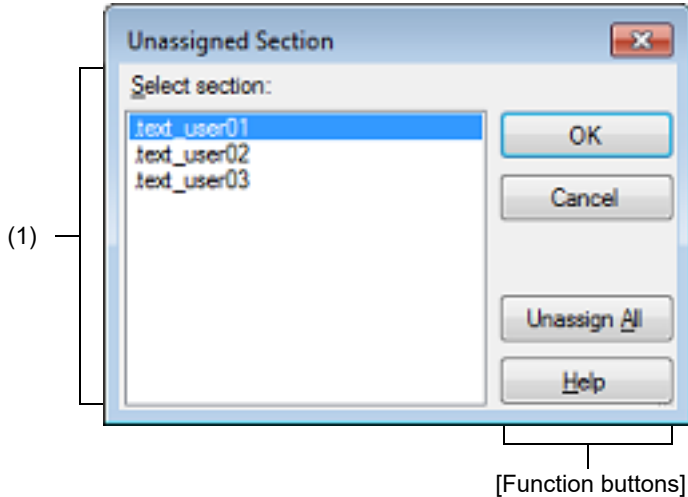 Unassigned Section
Select section:
.text_user01
.text_user02
.text_user03
OK
Cancel
Unassign All
Help
(1)
[Function buttons]